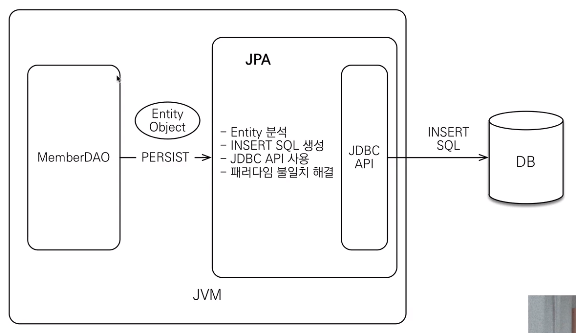 JPA
Entity
Object
MemberDAO
PERSIST
- Entity 분석
- INSERT SQL 생성
- JDBC API 사용
- 패러다임 불일치 해결
JDBC
API
INSERT
SQL
DB
JVM